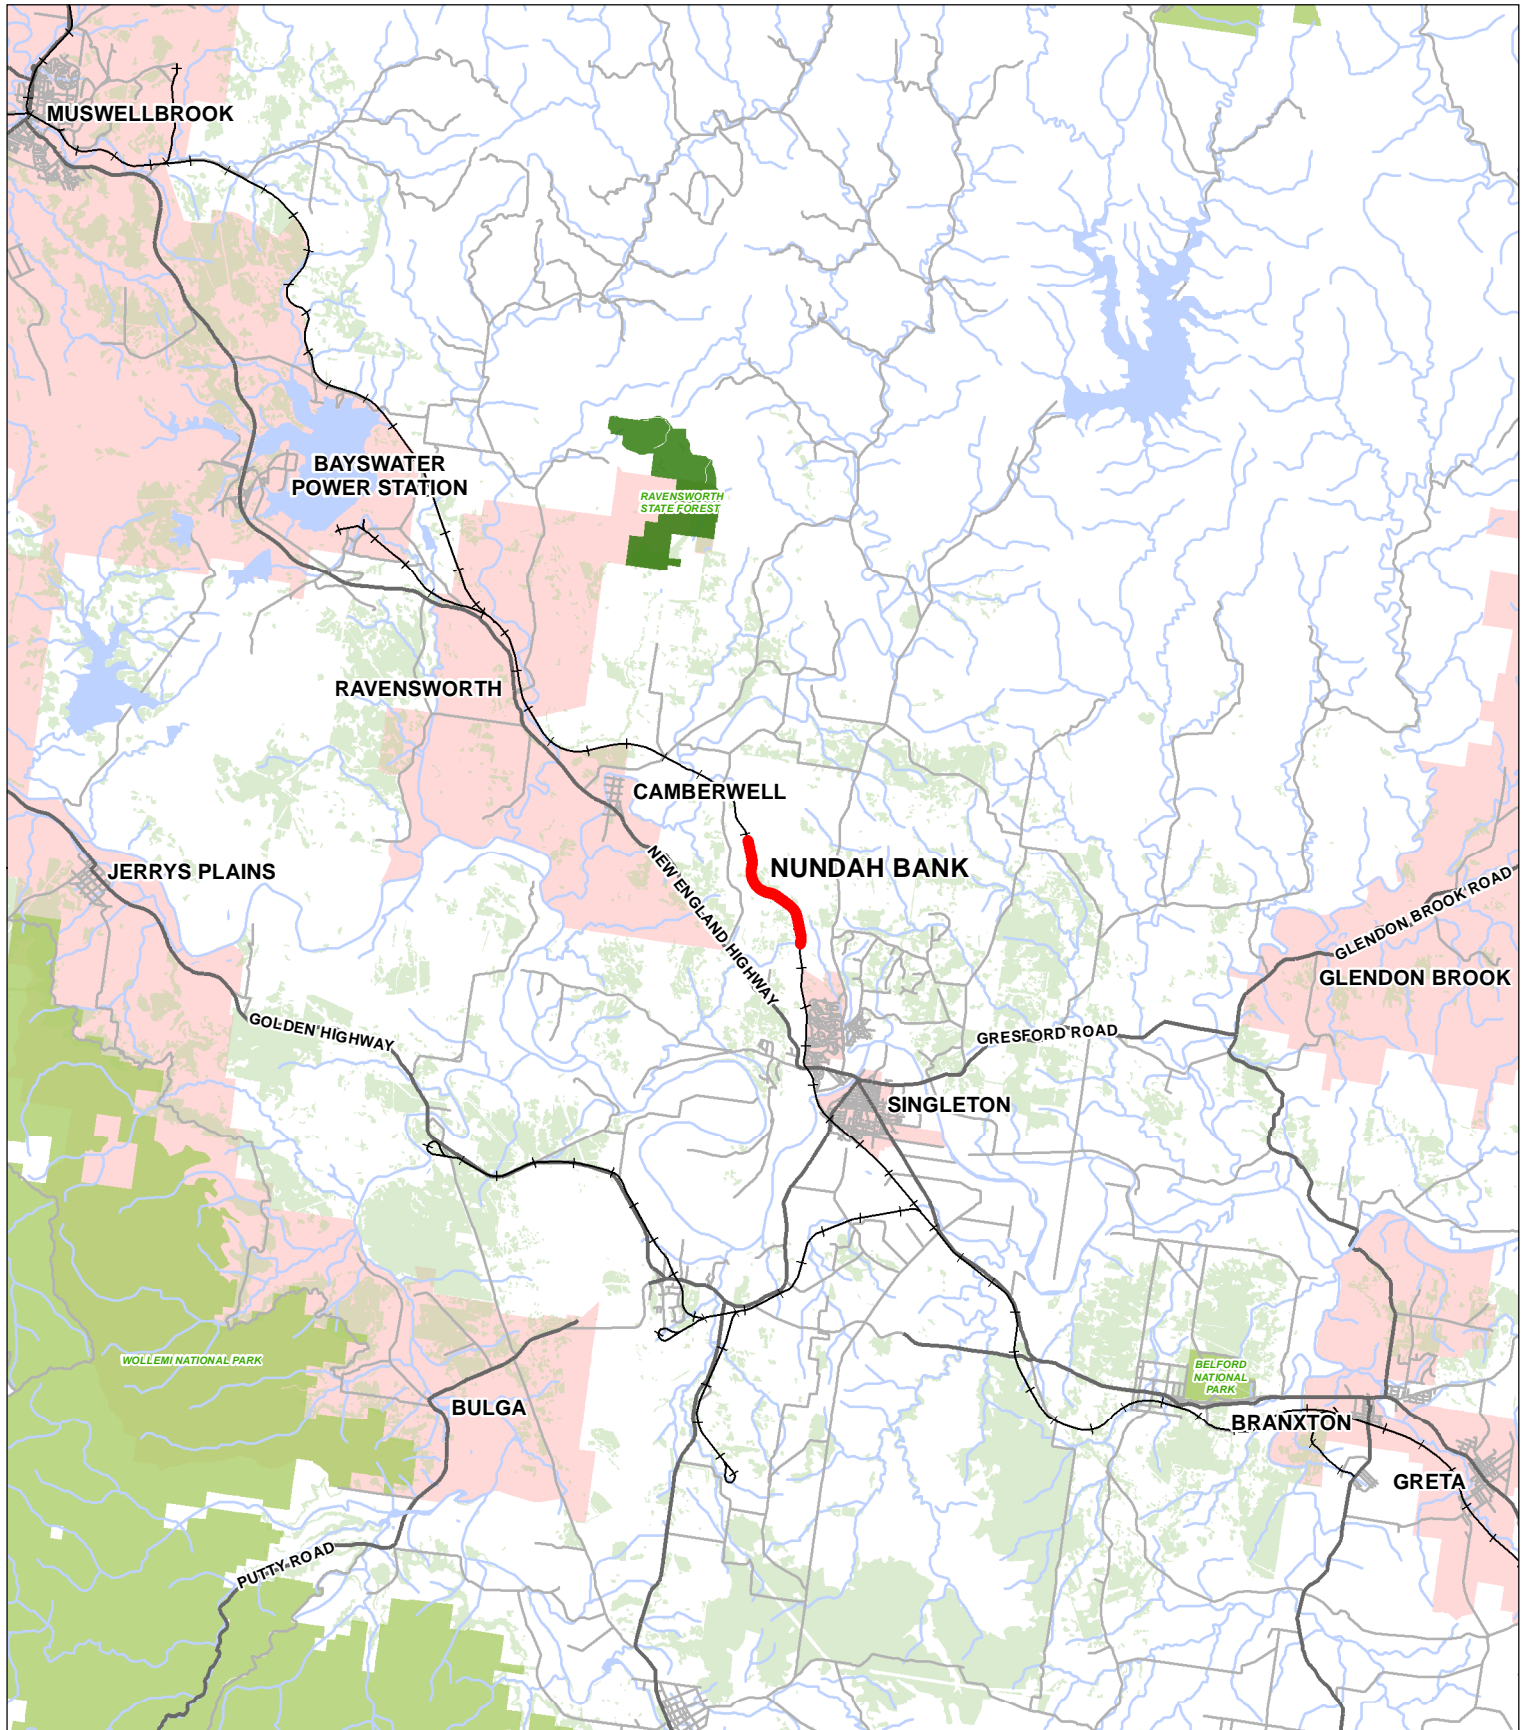 MUSWELLBROOK
BAYSWATER
POWER STATION
RAVENSWORTH
STATE FOREST
RAVENSWORTH
CAMBERWELL
NUNDAH BANK
NEW ENGLAND HIGHWAY
JERRYS PLAINS
GLENDON BROOK ROAD
GLENDON BROOK
GOLDEN HIGHWAY
GRESFORD ROAD
SINGLETON
WOLLEMI NATIONAL PARK
BELFORD
NATIONAL
PARK
BULGA
BRANXTON
GRETA
PUTTY ROAD